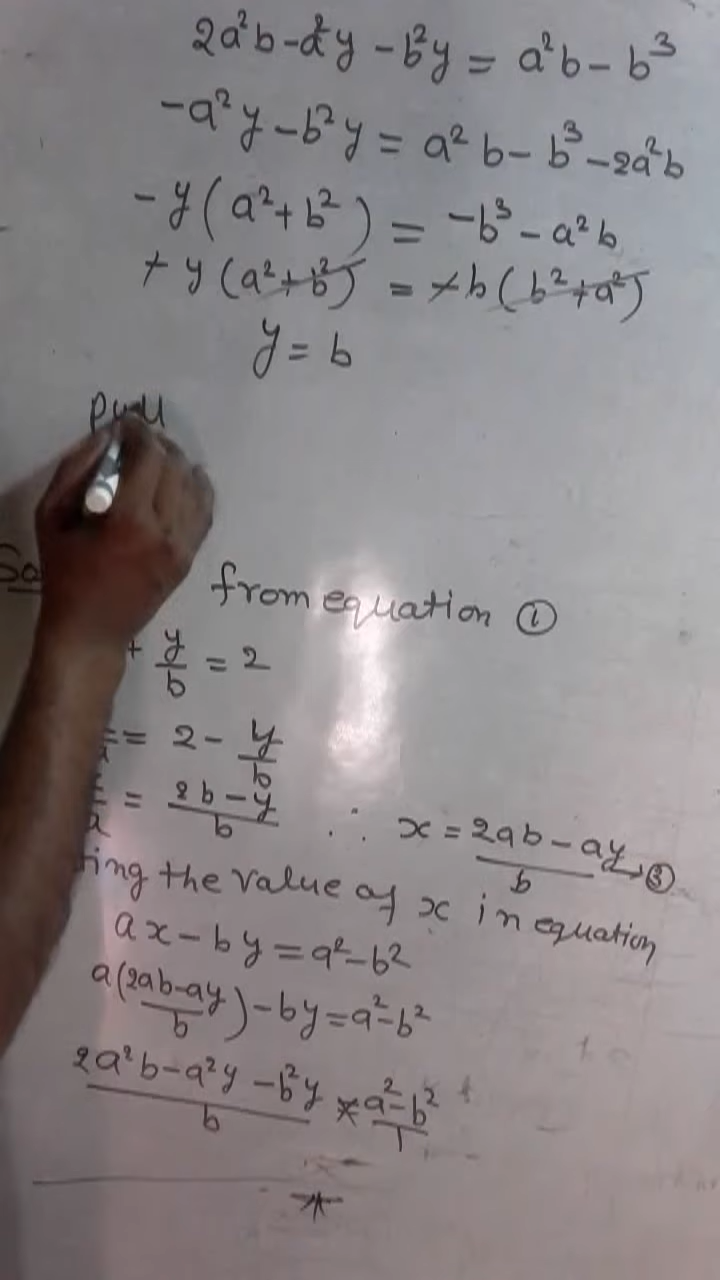 2a²b - a²y - b²y = a²b - b³
-a²y - b²y = a²b - b³ - 2a²b
-y(a²+b²) = -b³ - a²b
+y(a²+b²) = +b(b²+a²)
y = b
from equation ①
+ y/b = 2
= 2 - y/b
= 2b-y/b ∴ x = 2ab-ay/b → ③
ting the value of x in equation
ax - by = a² - b²
a(2ab-ay/b) - by = a² - b²
2a²b - a²y - b²y/b = a² - b²/1